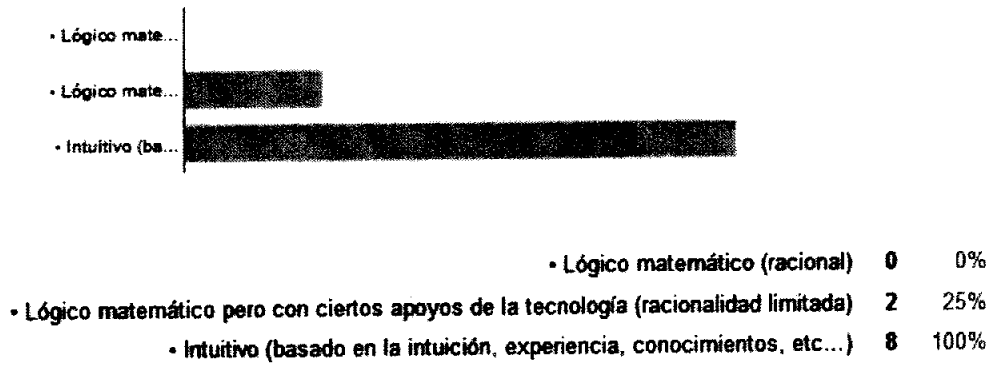 • Lógico mate...
• Lógico mate...
• Intuitivo (ba...
• Lógico matemático (racional) 0 0%
• Lógico matemático pero con ciertos apoyos de la tecnología (racionalidad limitada) 2 25%
• Intuitivo (basado en la intuición, experiencia, conocimientos, etc...) 8 100%